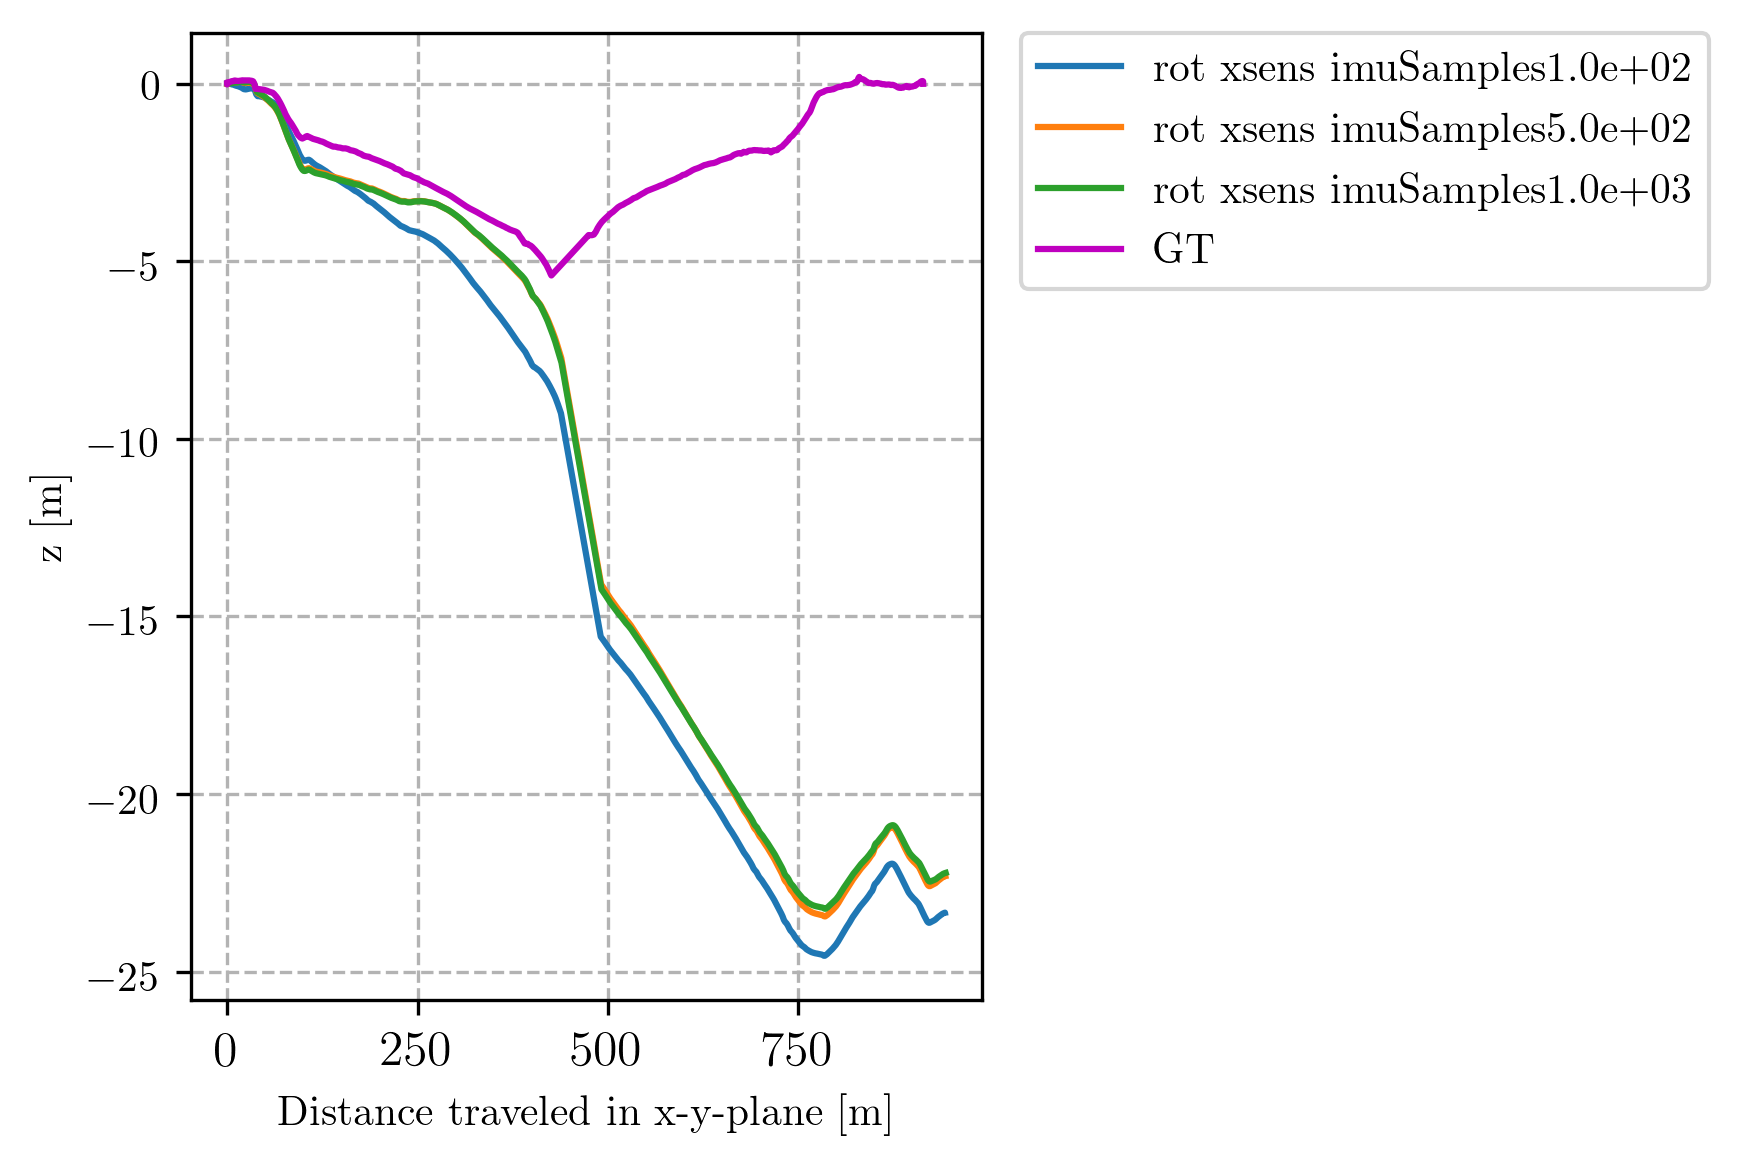 rot xsens imuSamples1.0e+02
rot xsens imuSamples5.0e+02
rot xsens imuSamples1.0e+03
GT
0
−5
−10
−15
−20
−25
z [m]
0 250 500 750
Distance traveled in x-y-plane [m]